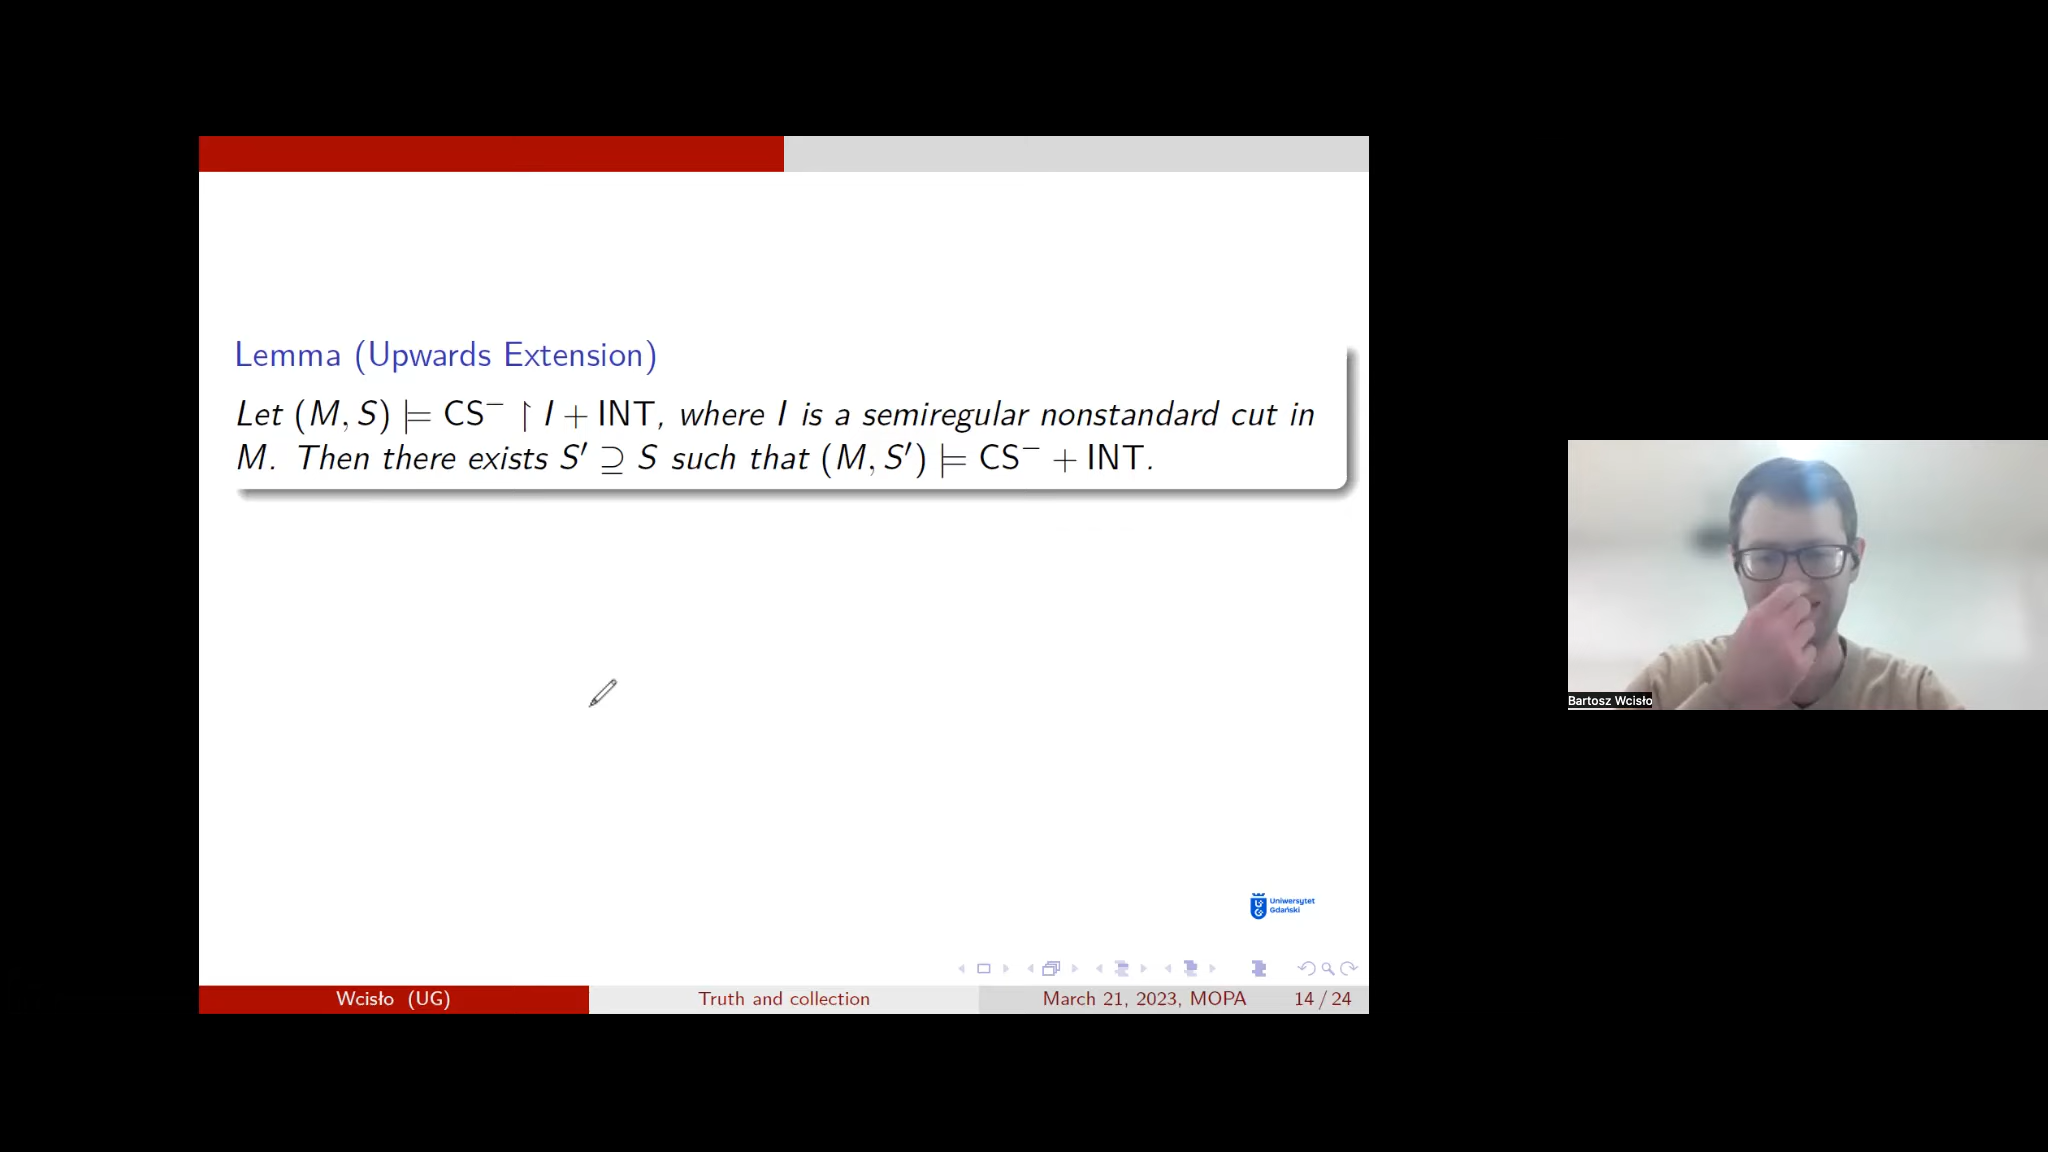 Lemma (Upwards Extension)
Let (M, S) ⊨ CS⁻ ↾ I + INT, where I is a semiregular nonstandard cut in
M. Then there exists S′ ⊇ S such that (M, S′) ⊨ CS⁻ + INT.
Bartosz Wcisło
Uniwersytet
Gdański
Wcisło (UG)
Truth and collection
March 21, 2023, MOPA
14 / 24